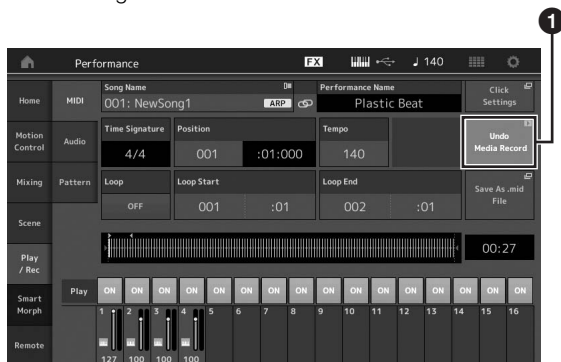 1
Performance
FX
140
Home
MIDI
Song Name
001: NewSong1
ARP
Performance Name
Plastic Beat
Click
Settings
Motion
Control
Audio
Time Signature
4/4
Position
001 :01:000
Tempo
140
Undo
Media Record
Mixing
Pattern
Loop
OFF
Loop Start
001 :01
Loop End
002 :01
Save As .mid
File
Scene
Play
/ Rec
00:27
Smart
Morph
Play
ON ON ON ON ON ON ON ON ON ON ON ON ON ON ON ON
1 2 3 4 5 6 7 8 9 10 11 12 13 14 15 16
Remote
127 100 100 100